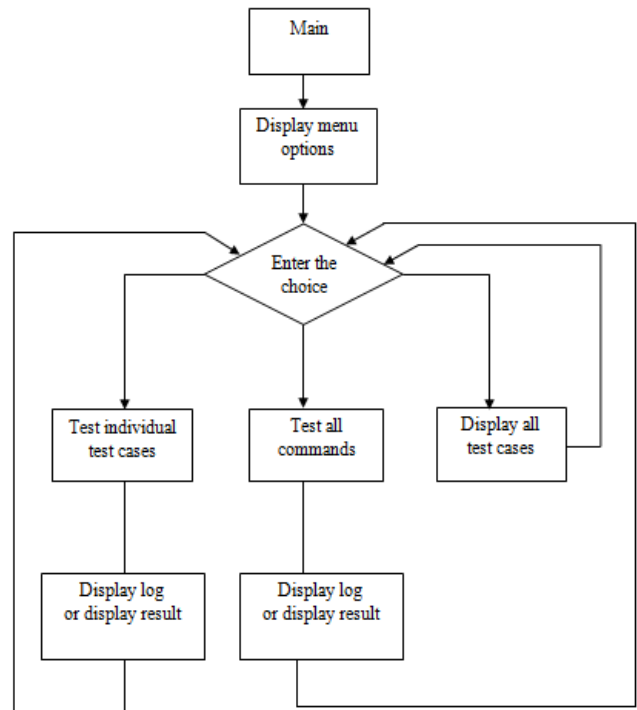 Main
Display menu
options
Enter the
choice
Test individual
test cases
Test all
commands
Display all
test cases
Display log
or display result
Display log
or display result